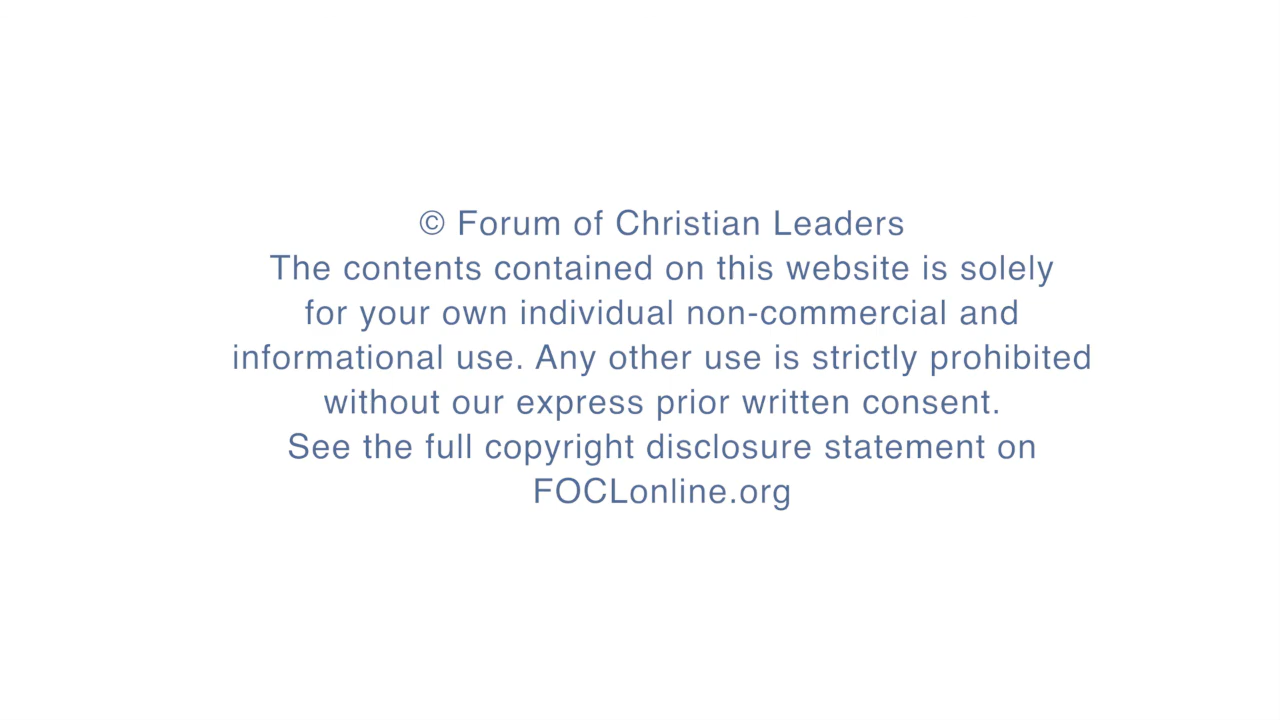 © Forum of Christian Leaders
The contents contained on this website is solely
for your own individual non-commercial and
informational use. Any other use is strictly prohibited
without our express prior written consent.
See the full copyright disclosure statement on
FOCLonline.org